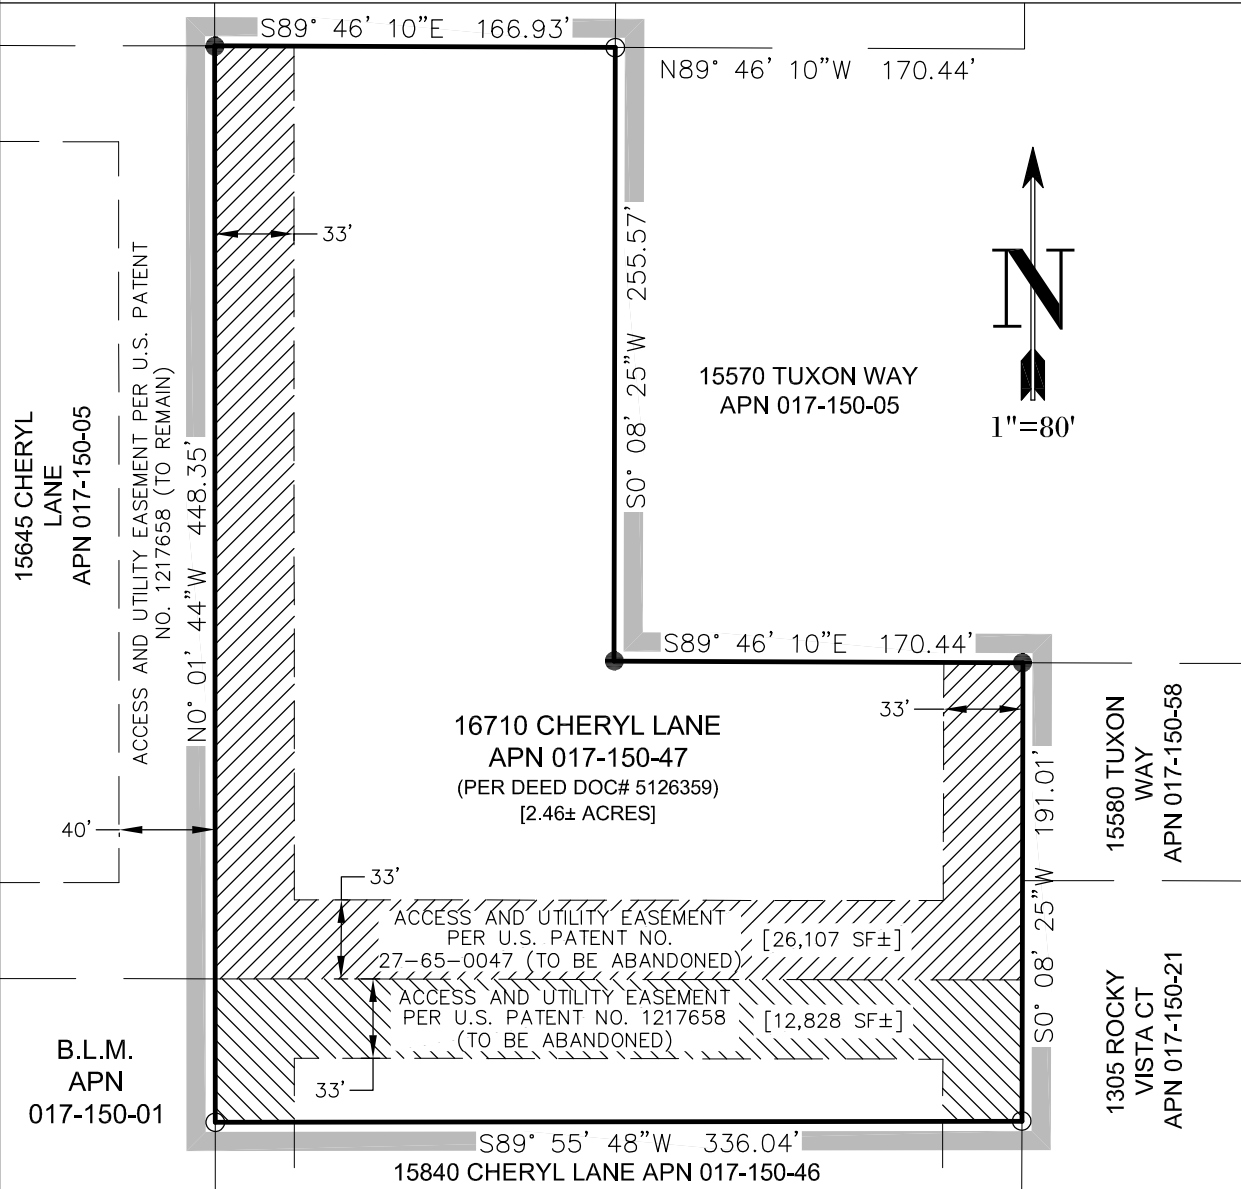 S89° 46' 10"E 166.93'
N89° 46' 10"W 170.44'
33'
S0° 08' 25"W 255.57'
N
1"=80'
15570 TUXON WAY
APN 017-150-05
15645 CHERYL
LANE
APN 017-150-05
ACCESS AND UTILITY EASEMENT PER U.S. PATENT
NO. 1217658 (TO REMAIN)
N0° 01' 44"W 448.35'
40'
S89° 46' 10"E 170.44'
33'
16710 CHERYL LANE
APN 017-150-47
(PER DEED DOC# 5126359)
[2.46± ACRES]
15580 TUXON
WAY
APN 017-150-58
S0° 08' 25"W 191.01'
33'
ACCESS AND UTILITY EASEMENT
PER U.S. PATENT NO.
27-65-0047 (TO BE ABANDONED)
[26,107 SF±]
ACCESS AND UTILITY EASEMENT
PER U.S. PATENT NO. 1217658
(TO BE ABANDONED)
[12,828 SF±]
33'
B.L.M.
APN
017-150-01
1305 ROCKY
VISTA CT
APN 017-150-21
S89° 55' 48"W 336.04'
15840 CHERYL LANE APN 017-150-46